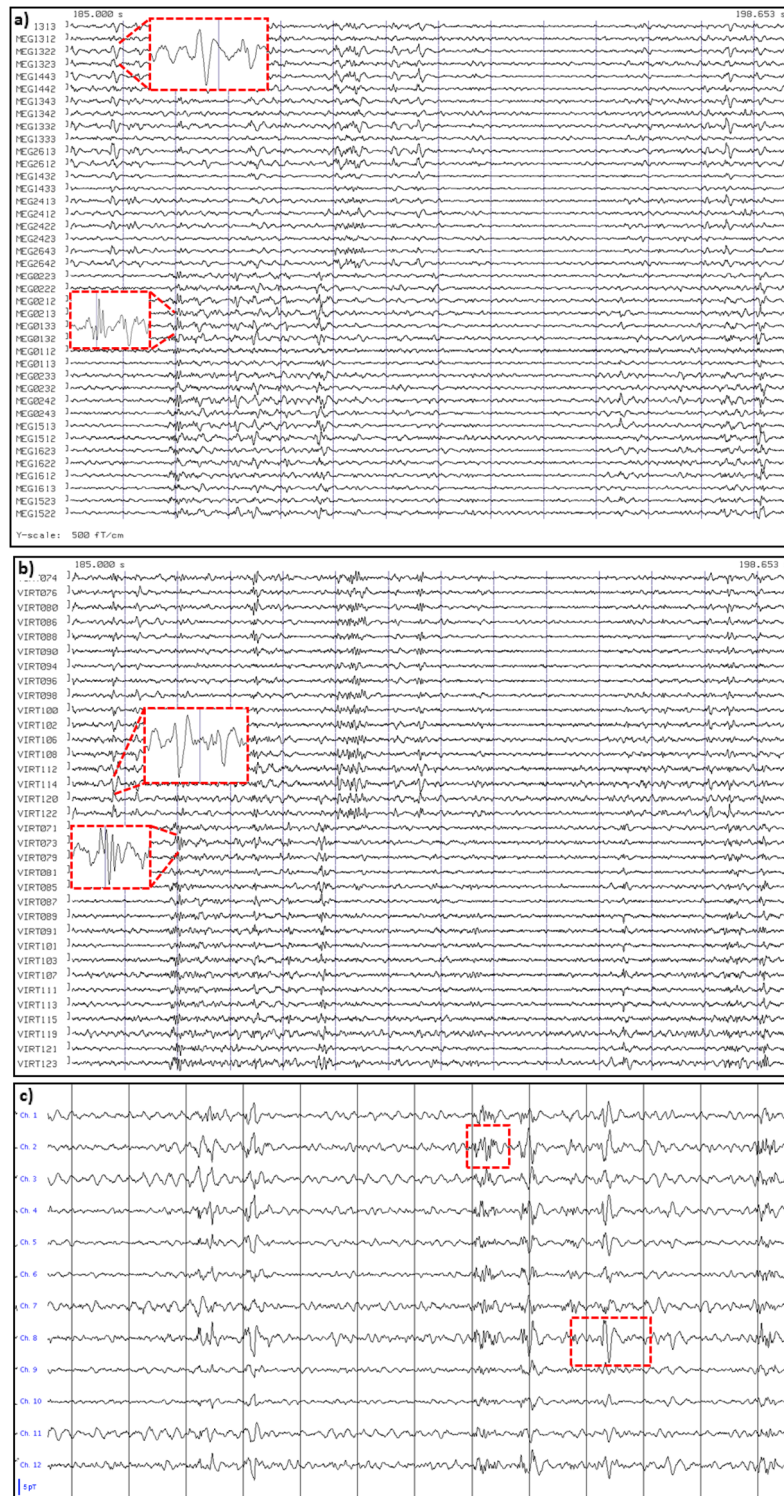 a)
185.000 s
198.653 s
MEG1313
MEG1312
MEG1322
MEG1323
MEG1443
MEG1442
MEG1343
MEG1342
MEG1332
MEG1333
MEG2613
MEG2612
MEG1432
MEG1433
MEG2413
MEG2412
MEG2422
MEG2423
MEG2643
MEG2642
MEG0223
MEG0222
MEG0212
MEG0213
MEG0133
MEG0132
MEG0112
MEG0113
MEG0233
MEG0232
MEG0242
MEG0243
MEG1513
MEG1512
MEG1623
MEG1622
MEG1612
MEG1613
MEG1523
MEG1522
Y-scale: 500 fT/cm
b)
185.000 s
198.653
VIRT076
VIRT080
VIRT086
VIRT088
VIRT090
VIRT094
VIRT096
VIRT098
VIRT100
VIRT102
VIRT106
VIRT108
VIRT112
VIRT114
VIRT120
VIRT122
VIRT071
VIRT073
VIRT079
VIRT081
VIRT085
VIRT087
VIRT089
VIRT091
VIRT101
VIRT103
VIRT107
VIRT111
VIRT113
VIRT115
VIRT119
VIRT121
VIRT123
c)
Ch. 1
Ch. 2
Ch. 3
Ch. 4
Ch. 5
Ch. 6
Ch. 7
Ch. 8
Ch. 9
Ch. 10
Ch. 11
Ch. 12
5 pT